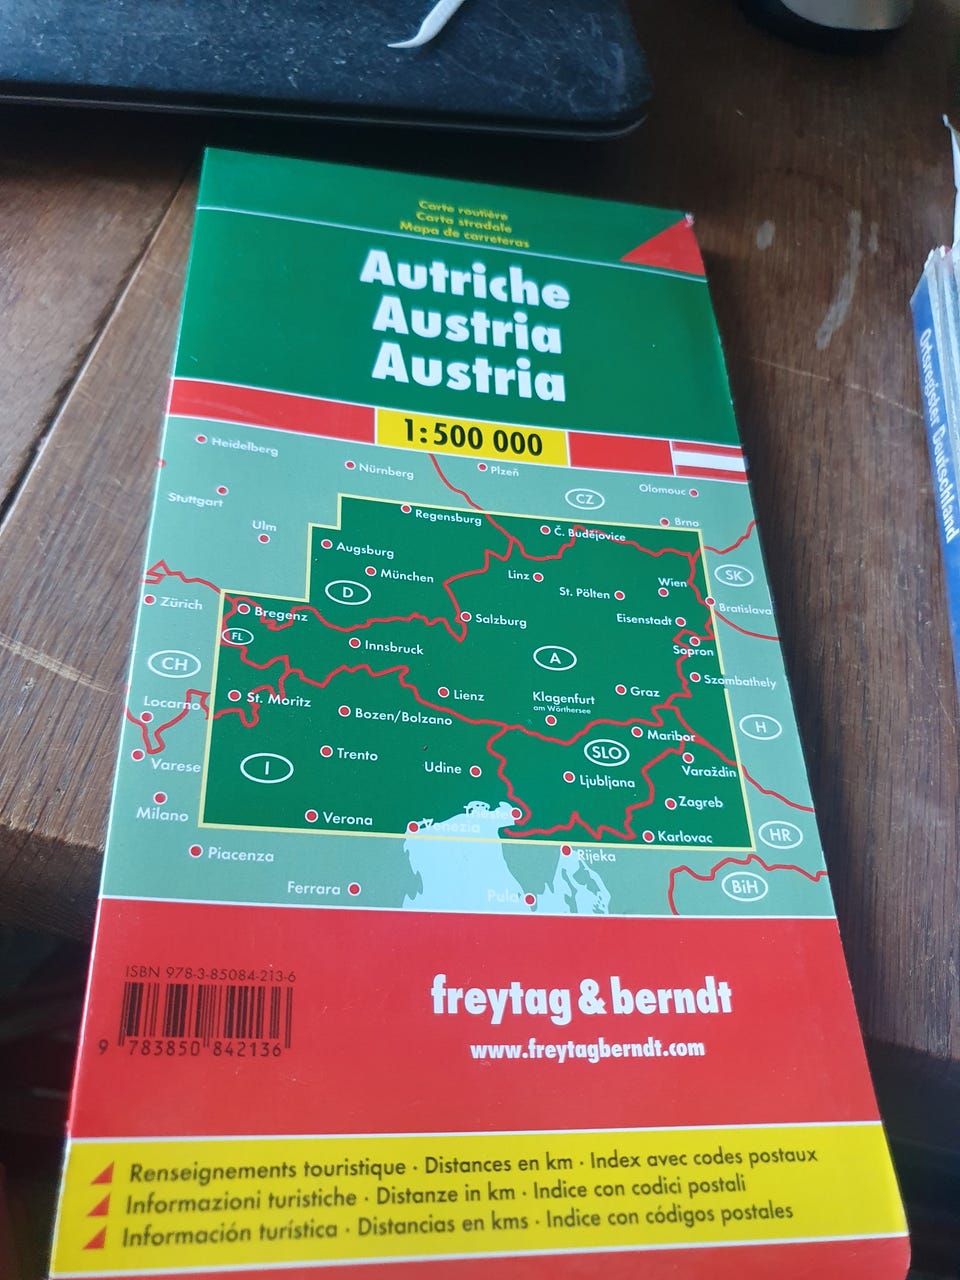 Carte routière
Carta stradale
Mapa de carreteras
Autriche
Austria
Austria
1:500 000
Heidelberg
Nürnberg
Plzeň
Olomouc
CZ
Stuttgart
Regensburg
Brno
Ulm
Č. Budějovice
Augsburg
München
Linz
Wien
SK
D
St. Pölten
Zürich
Bregenz
Bratislava
Salzburg
Eisenstadt
FL
Innsbruck
Sopron
CH
A
Szombathely
Locarno
St. Moritz
Lienz
Klagenfurt
am Wörthersee
Graz
Bozen/Bolzano
H
Maribor
Varese
I
Trento
SLO
Udine
Varaždin
Ljubljana
Milano
Zagreb
Verona
Trieste
Venezia
Karlovac
HR
Piacenza
Rijeka
Ferrara
Pula
BiH
ISBN 978-3-85084-213-6
9 783850 842136
freytag & berndt
www.freytagberndt.com
Renseignements touristique · Distances en km · Index avec codes postaux
Informazioni turistiche · Distanze in km · Indice con codici postali
Información turística · Distancias en kms · Indice con códigos postales
Ortsregister Deutschland